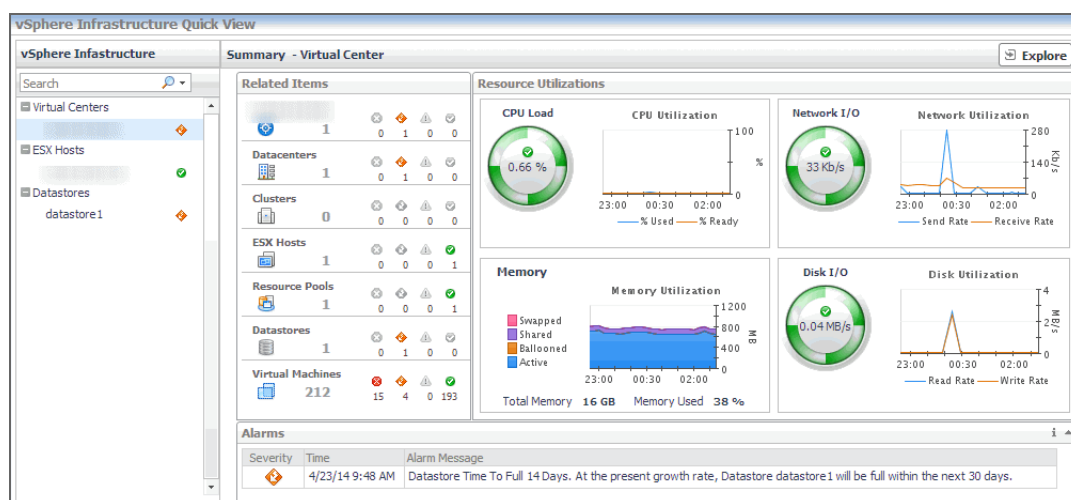 vSphere Infrastructure Quick View
vSphere Infastructure
Summary - Virtual Center
Explore
Search
Virtual Centers
ESX Hosts
Datastores
datastore1
Related Items
1
0 1 0 0
Datacenters
1
0 1 0 0
Clusters
0
0 0 0 0
ESX Hosts
1
0 0 0 1
Resource Pools
1
0 0 0 1
Datastores
1
0 1 0 0
Virtual Machines
212
15 4 0 193
Resource Utilizations
CPU Load
0.66 %
CPU Utilization
100
%
0
23:00 00:30 02:00
% Used % Ready
Network I/O
33 Kb/s
Network Utilization
280
140
0
Kb/s
23:00 00:30 02:00
Send Rate Receive Rate
Memory
Memory Utilization
Swapped
Shared
Ballooned
Active
1200
800
400
0
MB
23:00 00:30 02:00
Total Memory 16 GB Memory Used 38 %
Disk I/O
0.04 MB/s
Disk Utilization
4
2
0
MB/s
23:00 00:30 02:00
Read Rate Write Rate
Alarms
i
Severity Time Alarm Message
4/23/14 9:48 AM Datastore Time To Full 14 Days. At the present growth rate, Datastore datastore1 will be full within the next 30 days.